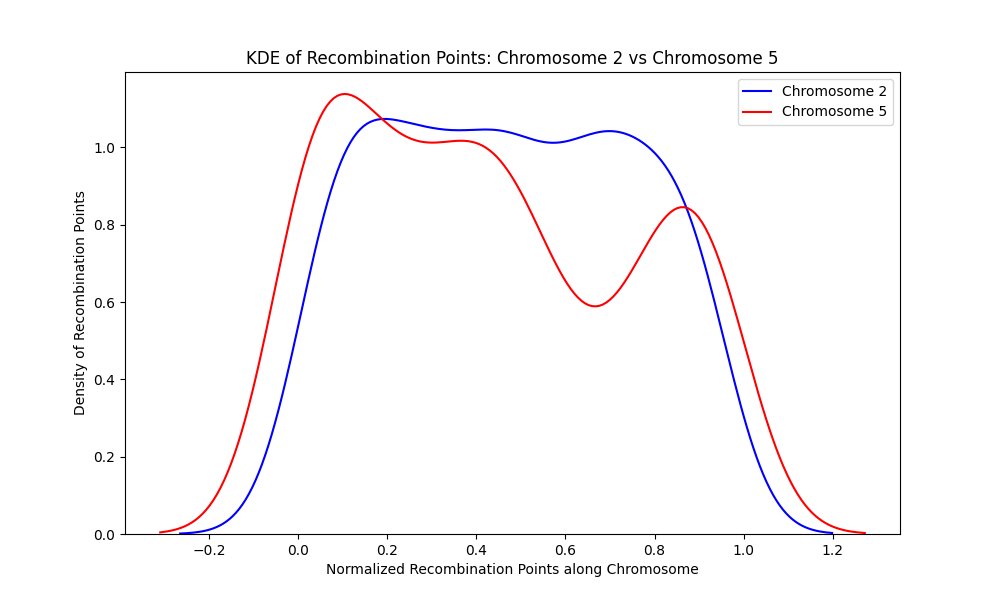 KDE of Recombination Points: Chromosome 2 vs Chromosome 5
Chromosome 2
Chromosome 5
Density of Recombination Points
1.0
0.8
0.6
0.4
0.2
0.0
−0.2 0.0 0.2 0.4 0.6 0.8 1.0 1.2
Normalized Recombination Points along Chromosome